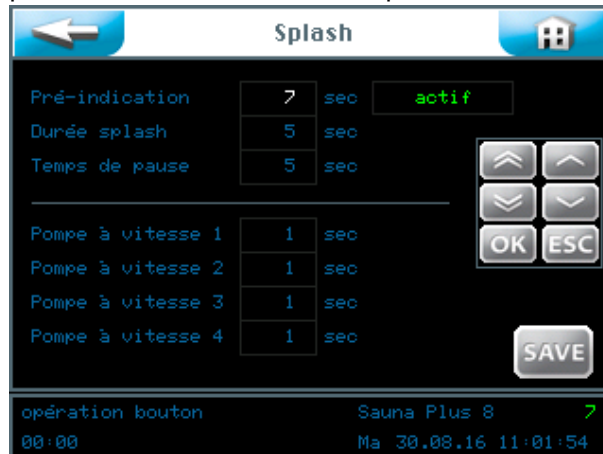 Splash
Pré-indication 7 sec actif
Durée splash 5 sec
Temps de pause 5 sec
Pompe à vitesse 1 1 sec
OK ESC
Pompe à vitesse 2 1 sec
Pompe à vitesse 3 1 sec
Pompe à vitesse 4 1 sec
SAVE
opération bouton Sauna Plus 8 7
00:00 Ma 30.08.16 11:01:54